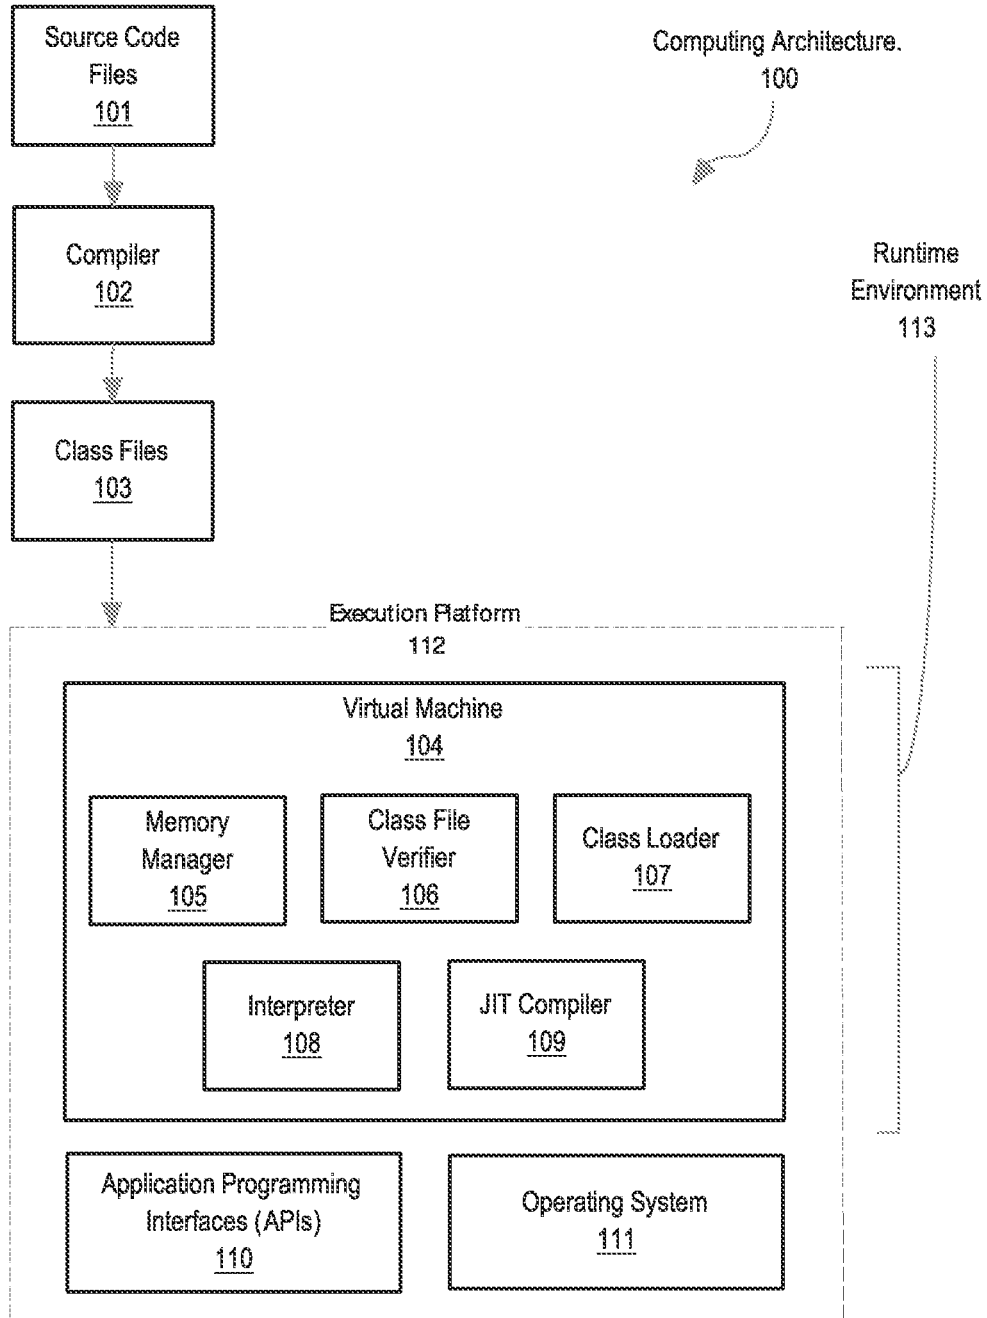 Source Code
Files
101
Computing Architecture.
100
Compiler
102
Runtime
Environment
113
Class Files
103
Execution Platform
112
Virtual Machine
104
Memory
Manager
105
Class File
Verifier
106
Class Loader
107
Interpreter
108
JIT Compiler
109
Application Programming
Interfaces (APIs)
110
Operating System
111